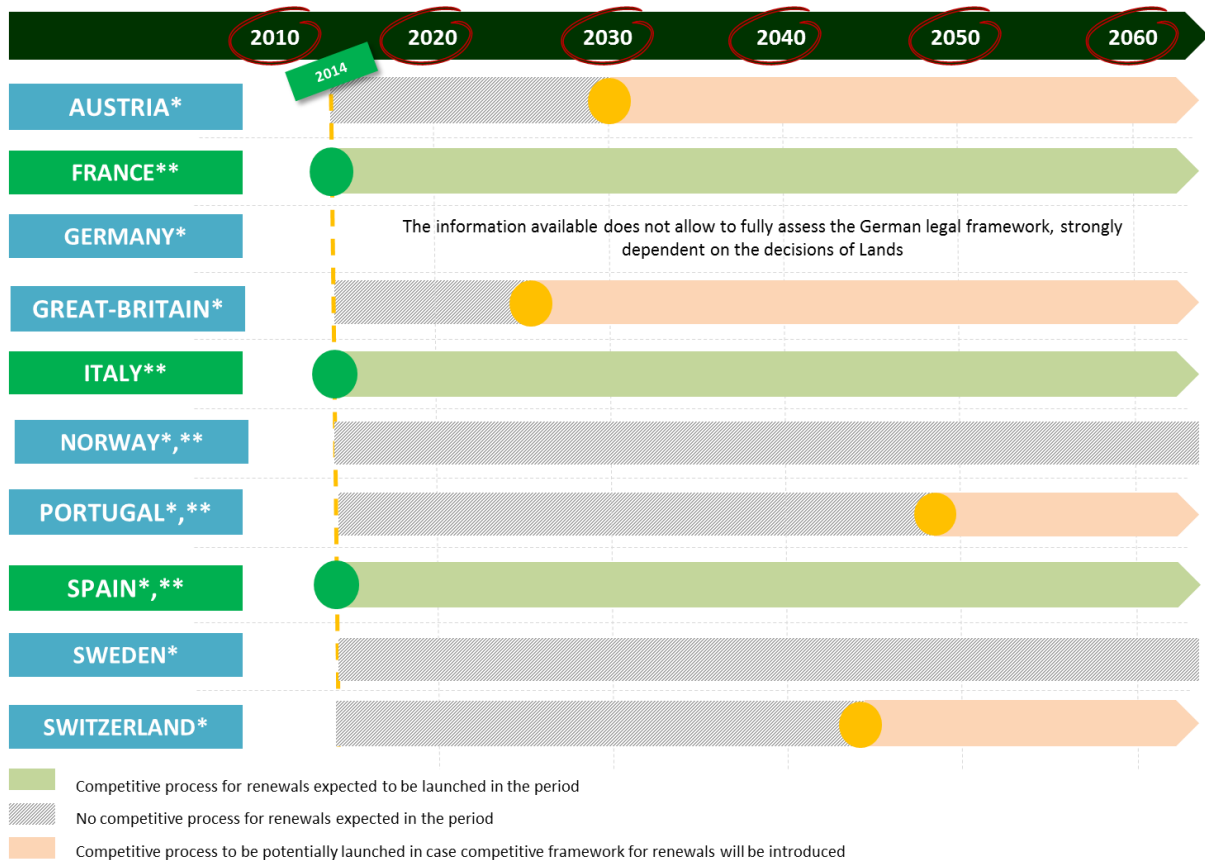 2010 2020 2030 2040 2050 2060
2014
AUSTRIA*
FRANCE**
GERMANY*
The information available does not allow to fully assess the German legal framework, strongly
dependent on the decisions of Lands
GREAT-BRITAIN*
ITALY**
NORWAY*,**
PORTUGAL*,**
SPAIN*,**
SWEDEN*
SWITZERLAND*
Competitive process for renewals expected to be launched in the period
No competitive process for renewals expected in the period
Competitive process to be potentially launched in case competitive framework for renewals will be introduced